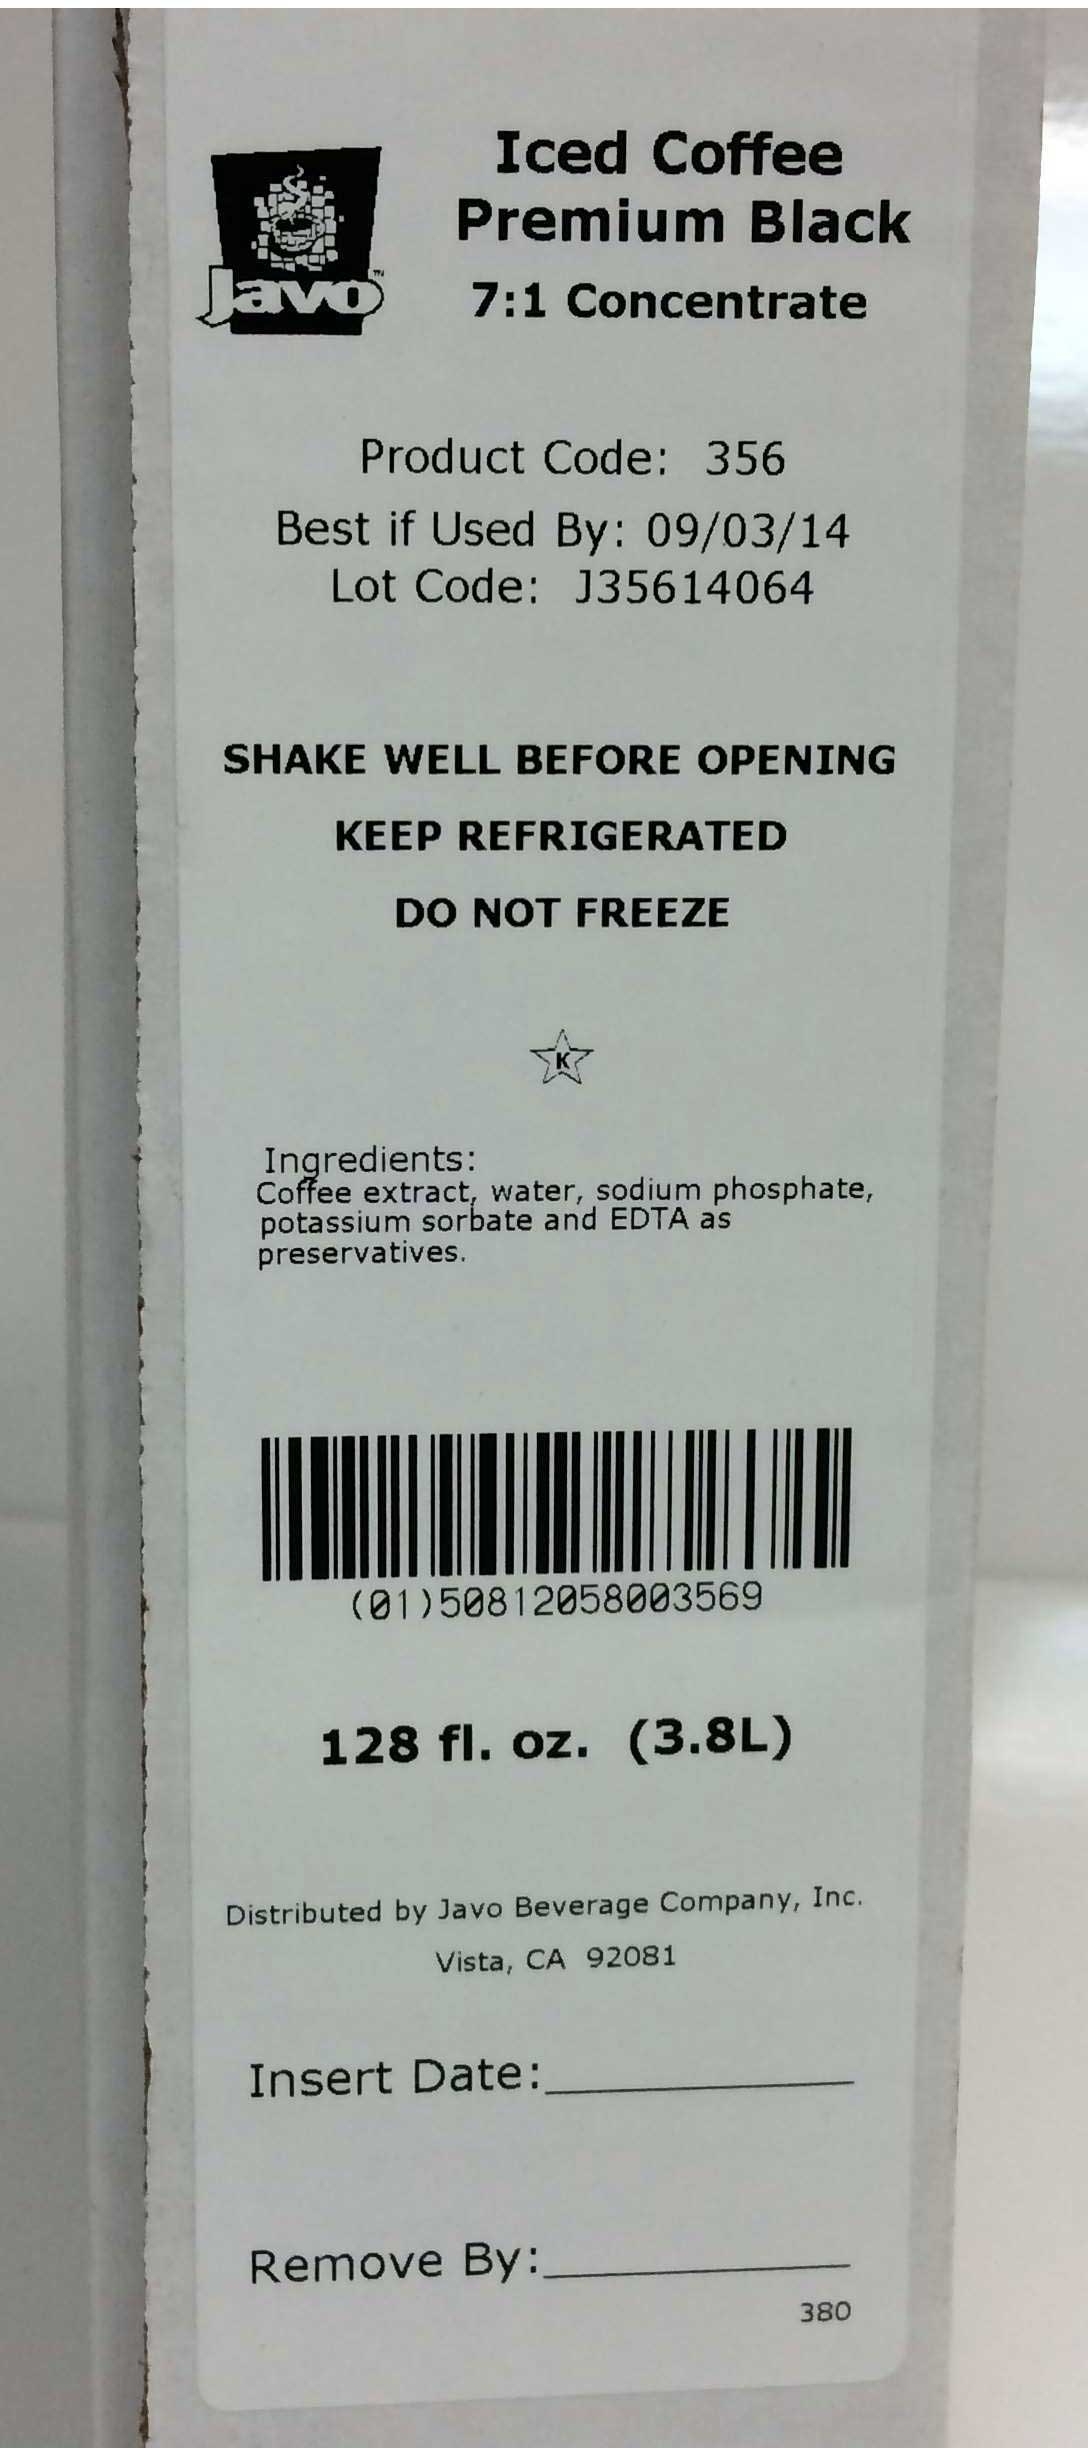 Iced Coffee
Premium Black
7:1 Concentrate
Javo™
Product Code: 356
Best if Used By: 09/03/14
Lot Code: J35614064
SHAKE WELL BEFORE OPENING
KEEP REFRIGERATED
DO NOT FREEZE
K
Ingredients:
Coffee extract, water, sodium phosphate,
potassium sorbate and EDTA as
preservatives.
(01)50812058003569
128 fl. oz. (3.8L)
Distributed by Javo Beverage Company, Inc.
Vista, CA 92081
Insert Date:
Remove By:
380